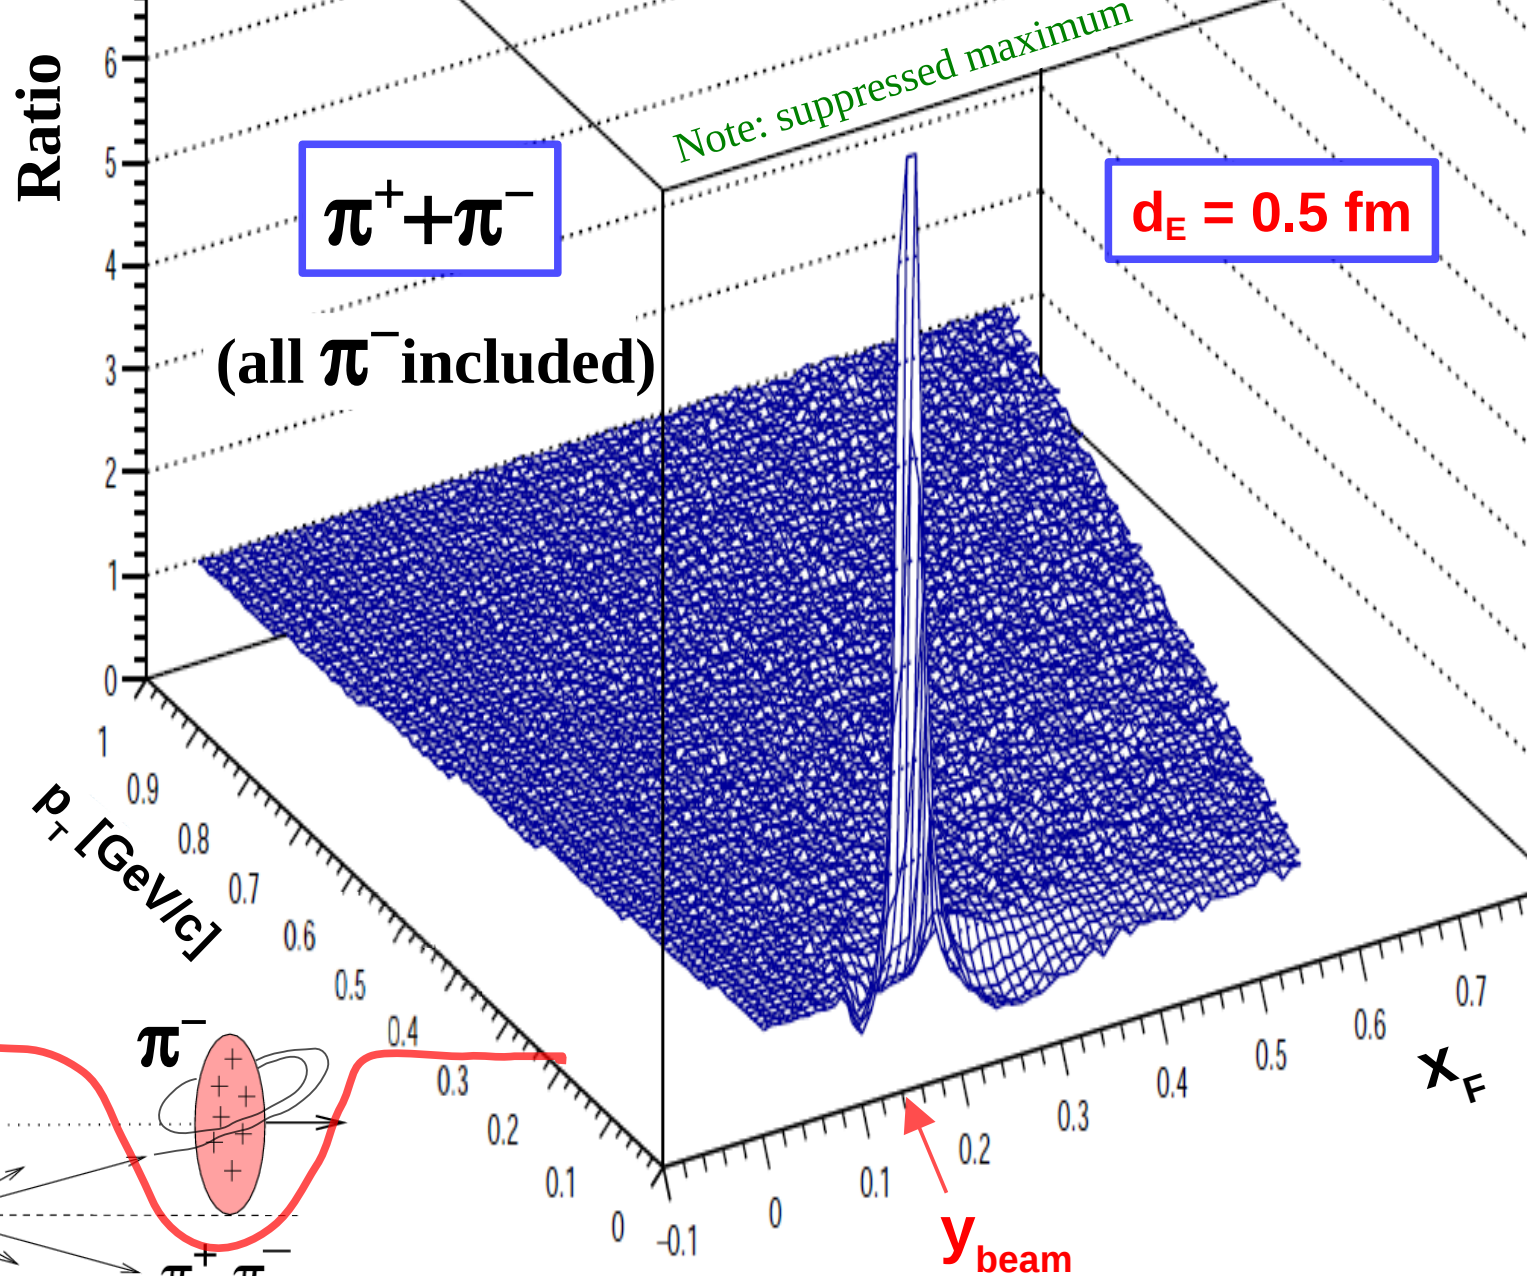 Ratio
6
5
4
3
2
1
0
Note: suppressed maximum
π⁺+π⁻
(all π⁻included)
d_E = 0.5 fm
1
0.9
0.8
0.7
0.6
0.5
0.4
0.3
0.2
0.1
0
p_T [GeV/c]
−0.1
0
0.1
0.2
0.3
0.4
0.5
0.6
0.7
x_F
y_beam
π⁻
+ + + + + + +
π⁺ π⁻